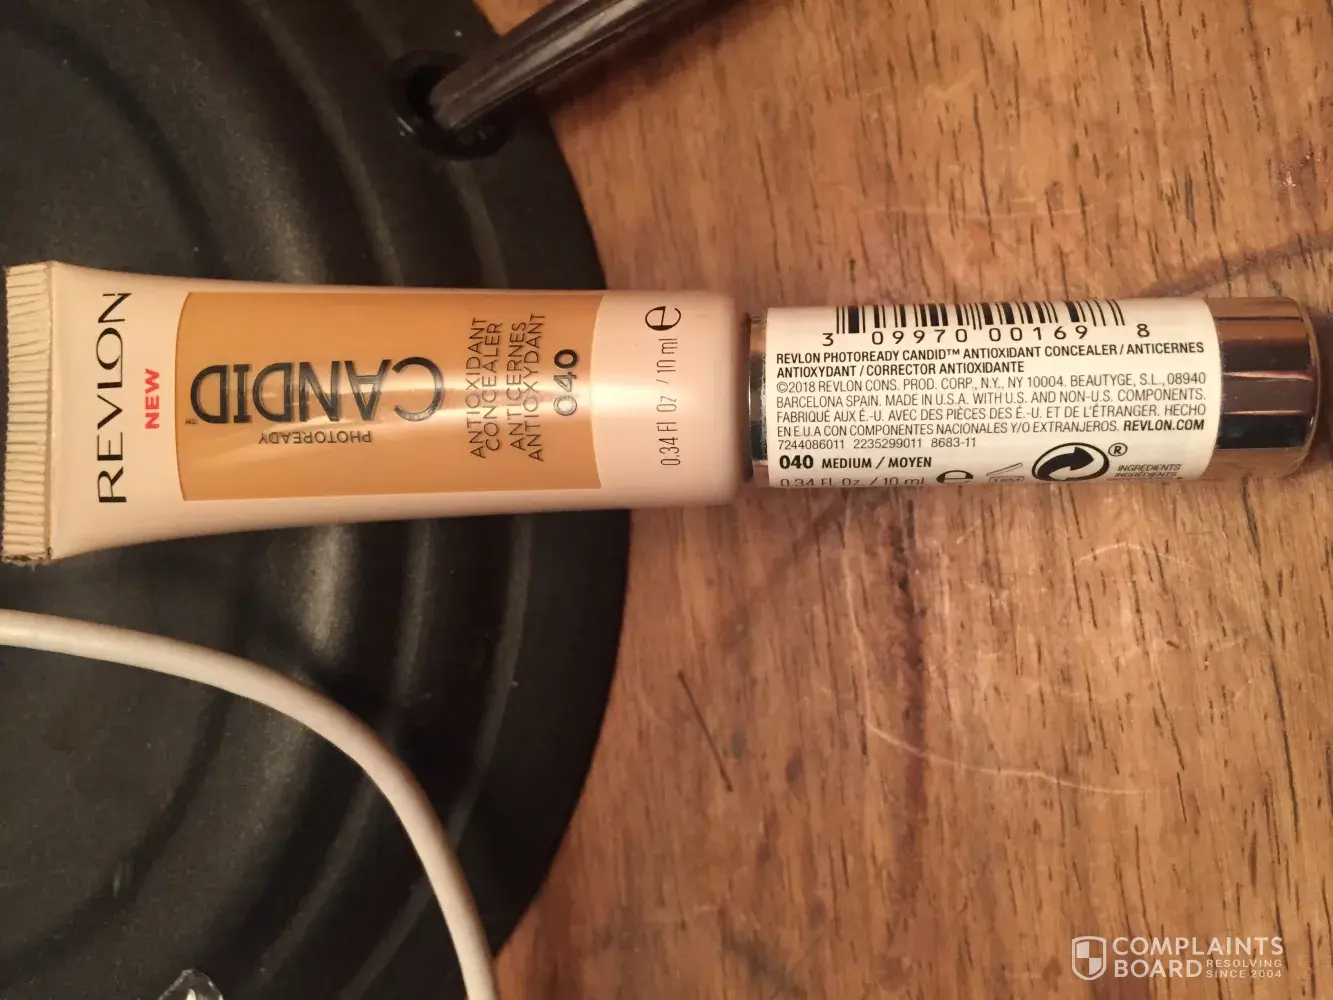 REVLON
NEW
PHOTOREADY
CANDID™
ANTIOXIDANT
CONCEALER
ANTICERNES
ANTIOXYDANT
040
0.34 Fl Oz / 10 ml e
3 09970 00169 8
REVLON PHOTOREADY CANDID™ ANTIOXIDANT CONCEALER / ANTICERNES
ANTIOXYDANT / CORRECTOR ANTIOXIDANTE
©2018 REVLON CONS. PROD. CORP., N.Y., NY 10004. BEAUTYGE, S.L., 08940
BARCELONA SPAIN. MADE IN U.S.A. WITH U.S. AND NON-U.S. COMPONENTS.
FABRIQUÉ AUX É.-U. AVEC DES PIÈCES DES É.-U. ET DE L'ÉTRANGER. HECHO
EN E.U.A CON COMPONENTES NACIONALES Y/O EXTRANJEROS. REVLON.COM
7244086011 2235299011 8683-11
040 MEDIUM / MOYEN
0.34 FL Oz. / 10 ml e
®
INGREDIENTS
COMPLAINTS
BOARD RESOLVING
SINCE 2004